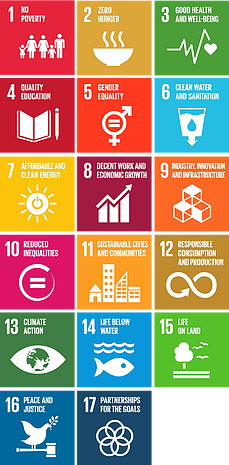 1 NO
POVERTY
2 ZERO
HUNGER
3 GOOD HEALTH
AND WELL-BEING
4 QUALITY
EDUCATION
5 GENDER
EQUALITY
6 CLEAN WATER
AND SANITATION
7 AFFORDABLE AND
CLEAN ENERGY
8 DECENT WORK AND
ECONOMIC GROWTH
9 INDUSTRY, INNOVATION
AND INFRASTRUCTURE
10 REDUCED
INEQUALITIES
11 SUSTAINABLE CITIES
AND COMMUNITIES
12 RESPONSIBLE
CONSUMPTION
AND PRODUCTION
13 CLIMATE
ACTION
14 LIFE BELOW
WATER
15 LIFE
ON LAND
16 PEACE AND
JUSTICE
17 PARTNERSHIPS
FOR THE GOALS